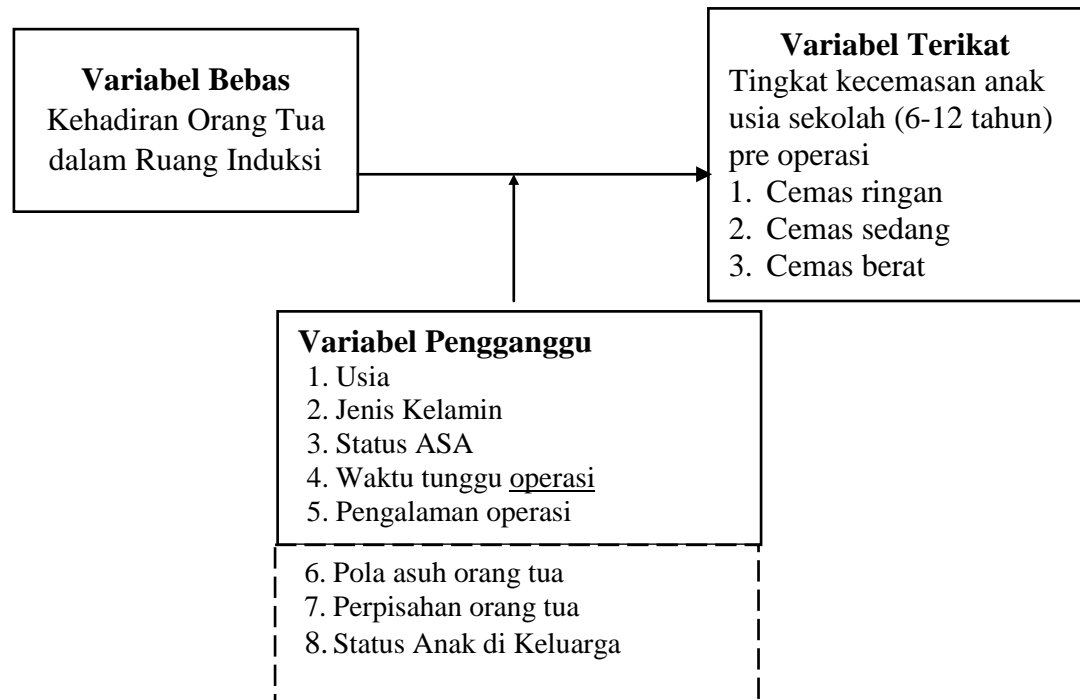 Variabel Bebas
Kehadiran Orang Tua
dalam Ruang Induksi
Variabel Terikat
Tingkat kecemasan anak
usia sekolah (6-12 tahun)
pre operasi
1. Cemas ringan
2. Cemas sedang
3. Cemas berat
Variabel Pengganggu
1. Usia
2. Jenis Kelamin
3. Status ASA
4. Waktu tunggu operasi
5. Pengalaman operasi
6. Pola asuh orang tua
7. Perpisahan orang tua
8. Status Anak di Keluarga